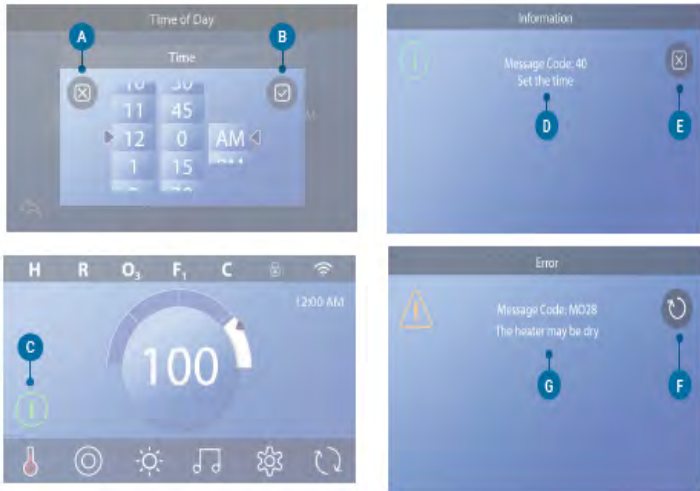 Time of Day
A
B
Time
11 45
12 0 AM
1 15
Information
Message Code: 40
Set the time
D
E
H R O3 F1 C
12:00 AM
C
100
Error
Message Code: MO28
The heater may be dry
G
F